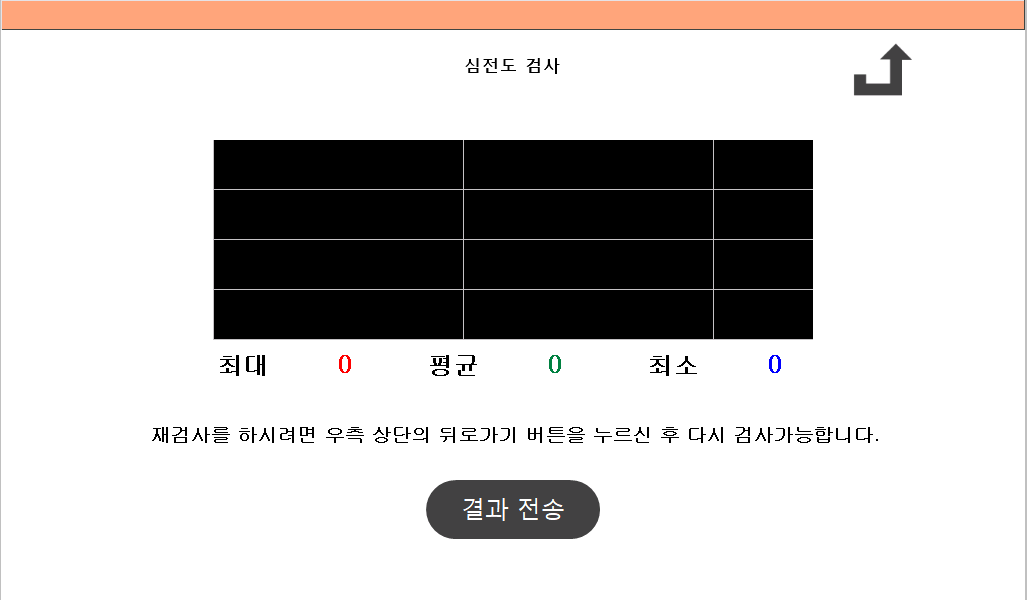 심전도 검사
최대 0 평균 0 최소 0
재검사를 하시려면 우측 상단의 뒤로가기 버튼을 누르신 후 다시 검사가능합니다.
결과 전송